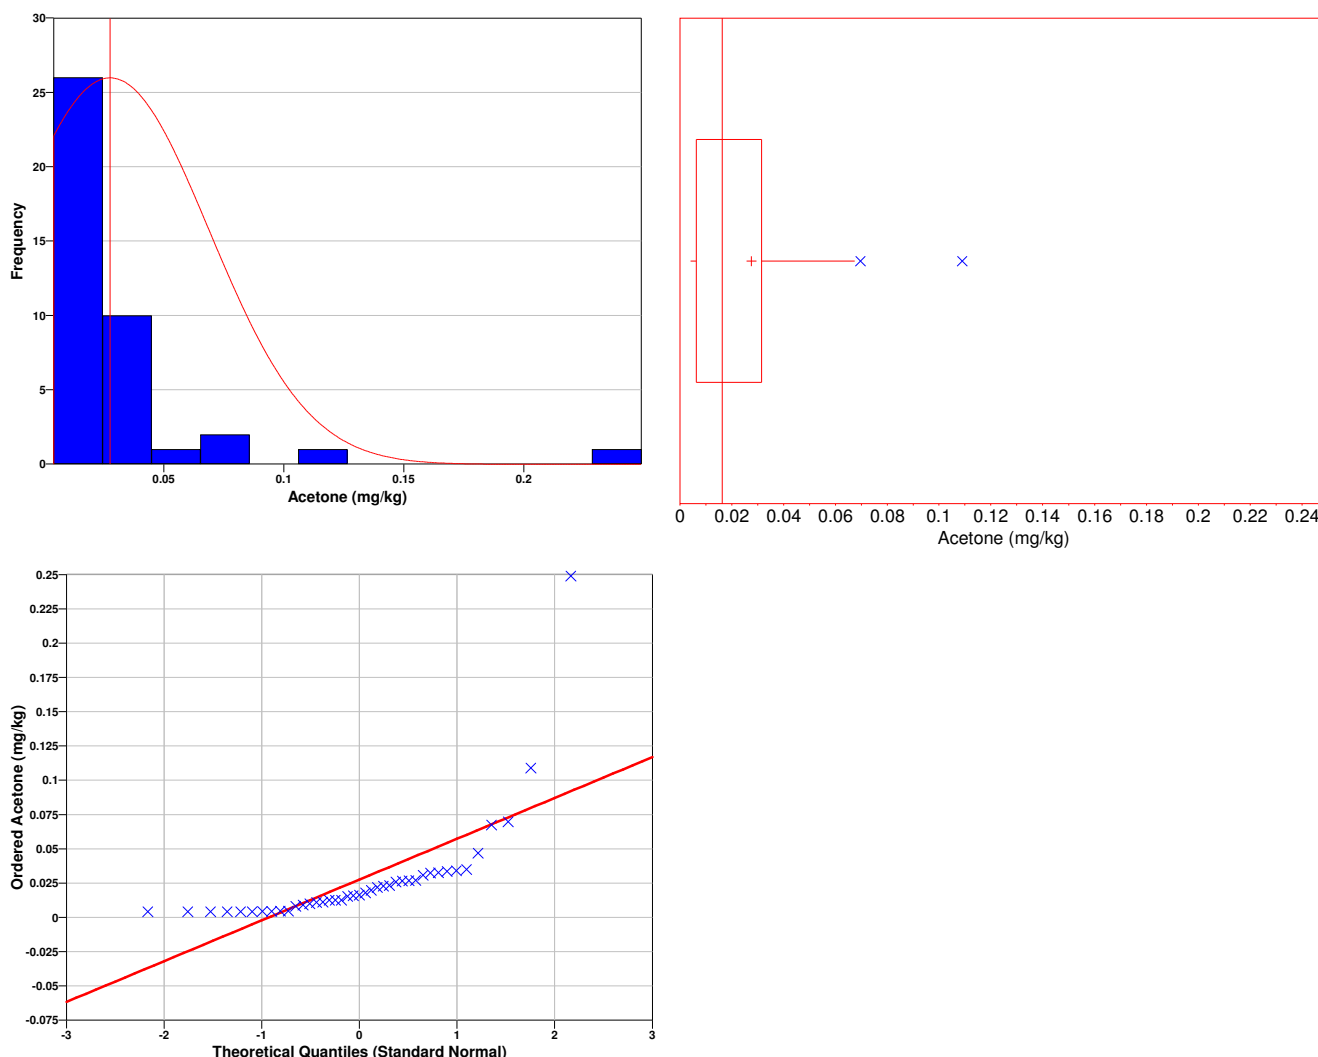 30
25
20
15
10
5
0
Frequency
0.05 0.1 0.15 0.2
Acetone (mg/kg)
0 0.02 0.04 0.06 0.08 0.1 0.12 0.14 0.16 0.18 0.2 0.22 0.24
Acetone (mg/kg)
0.25
0.225
0.2
0.175
0.15
0.125
0.1
0.075
0.05
0.025
0
-0.025
-0.05
-0.075
Ordered Acetone (mg/kg)
-3 -2 -1 0 1 2 3
Theoretical Quantiles (Standard Normal)